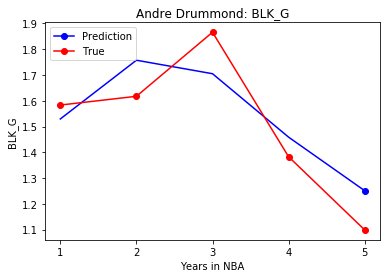 Andre Drummond: BLK_G
Prediction
True
1.9
1.8
1.7
1.6
1.5
1.4
1.3
1.2
1.1
BLK_G
1 2 3 4 5
Years in NBA